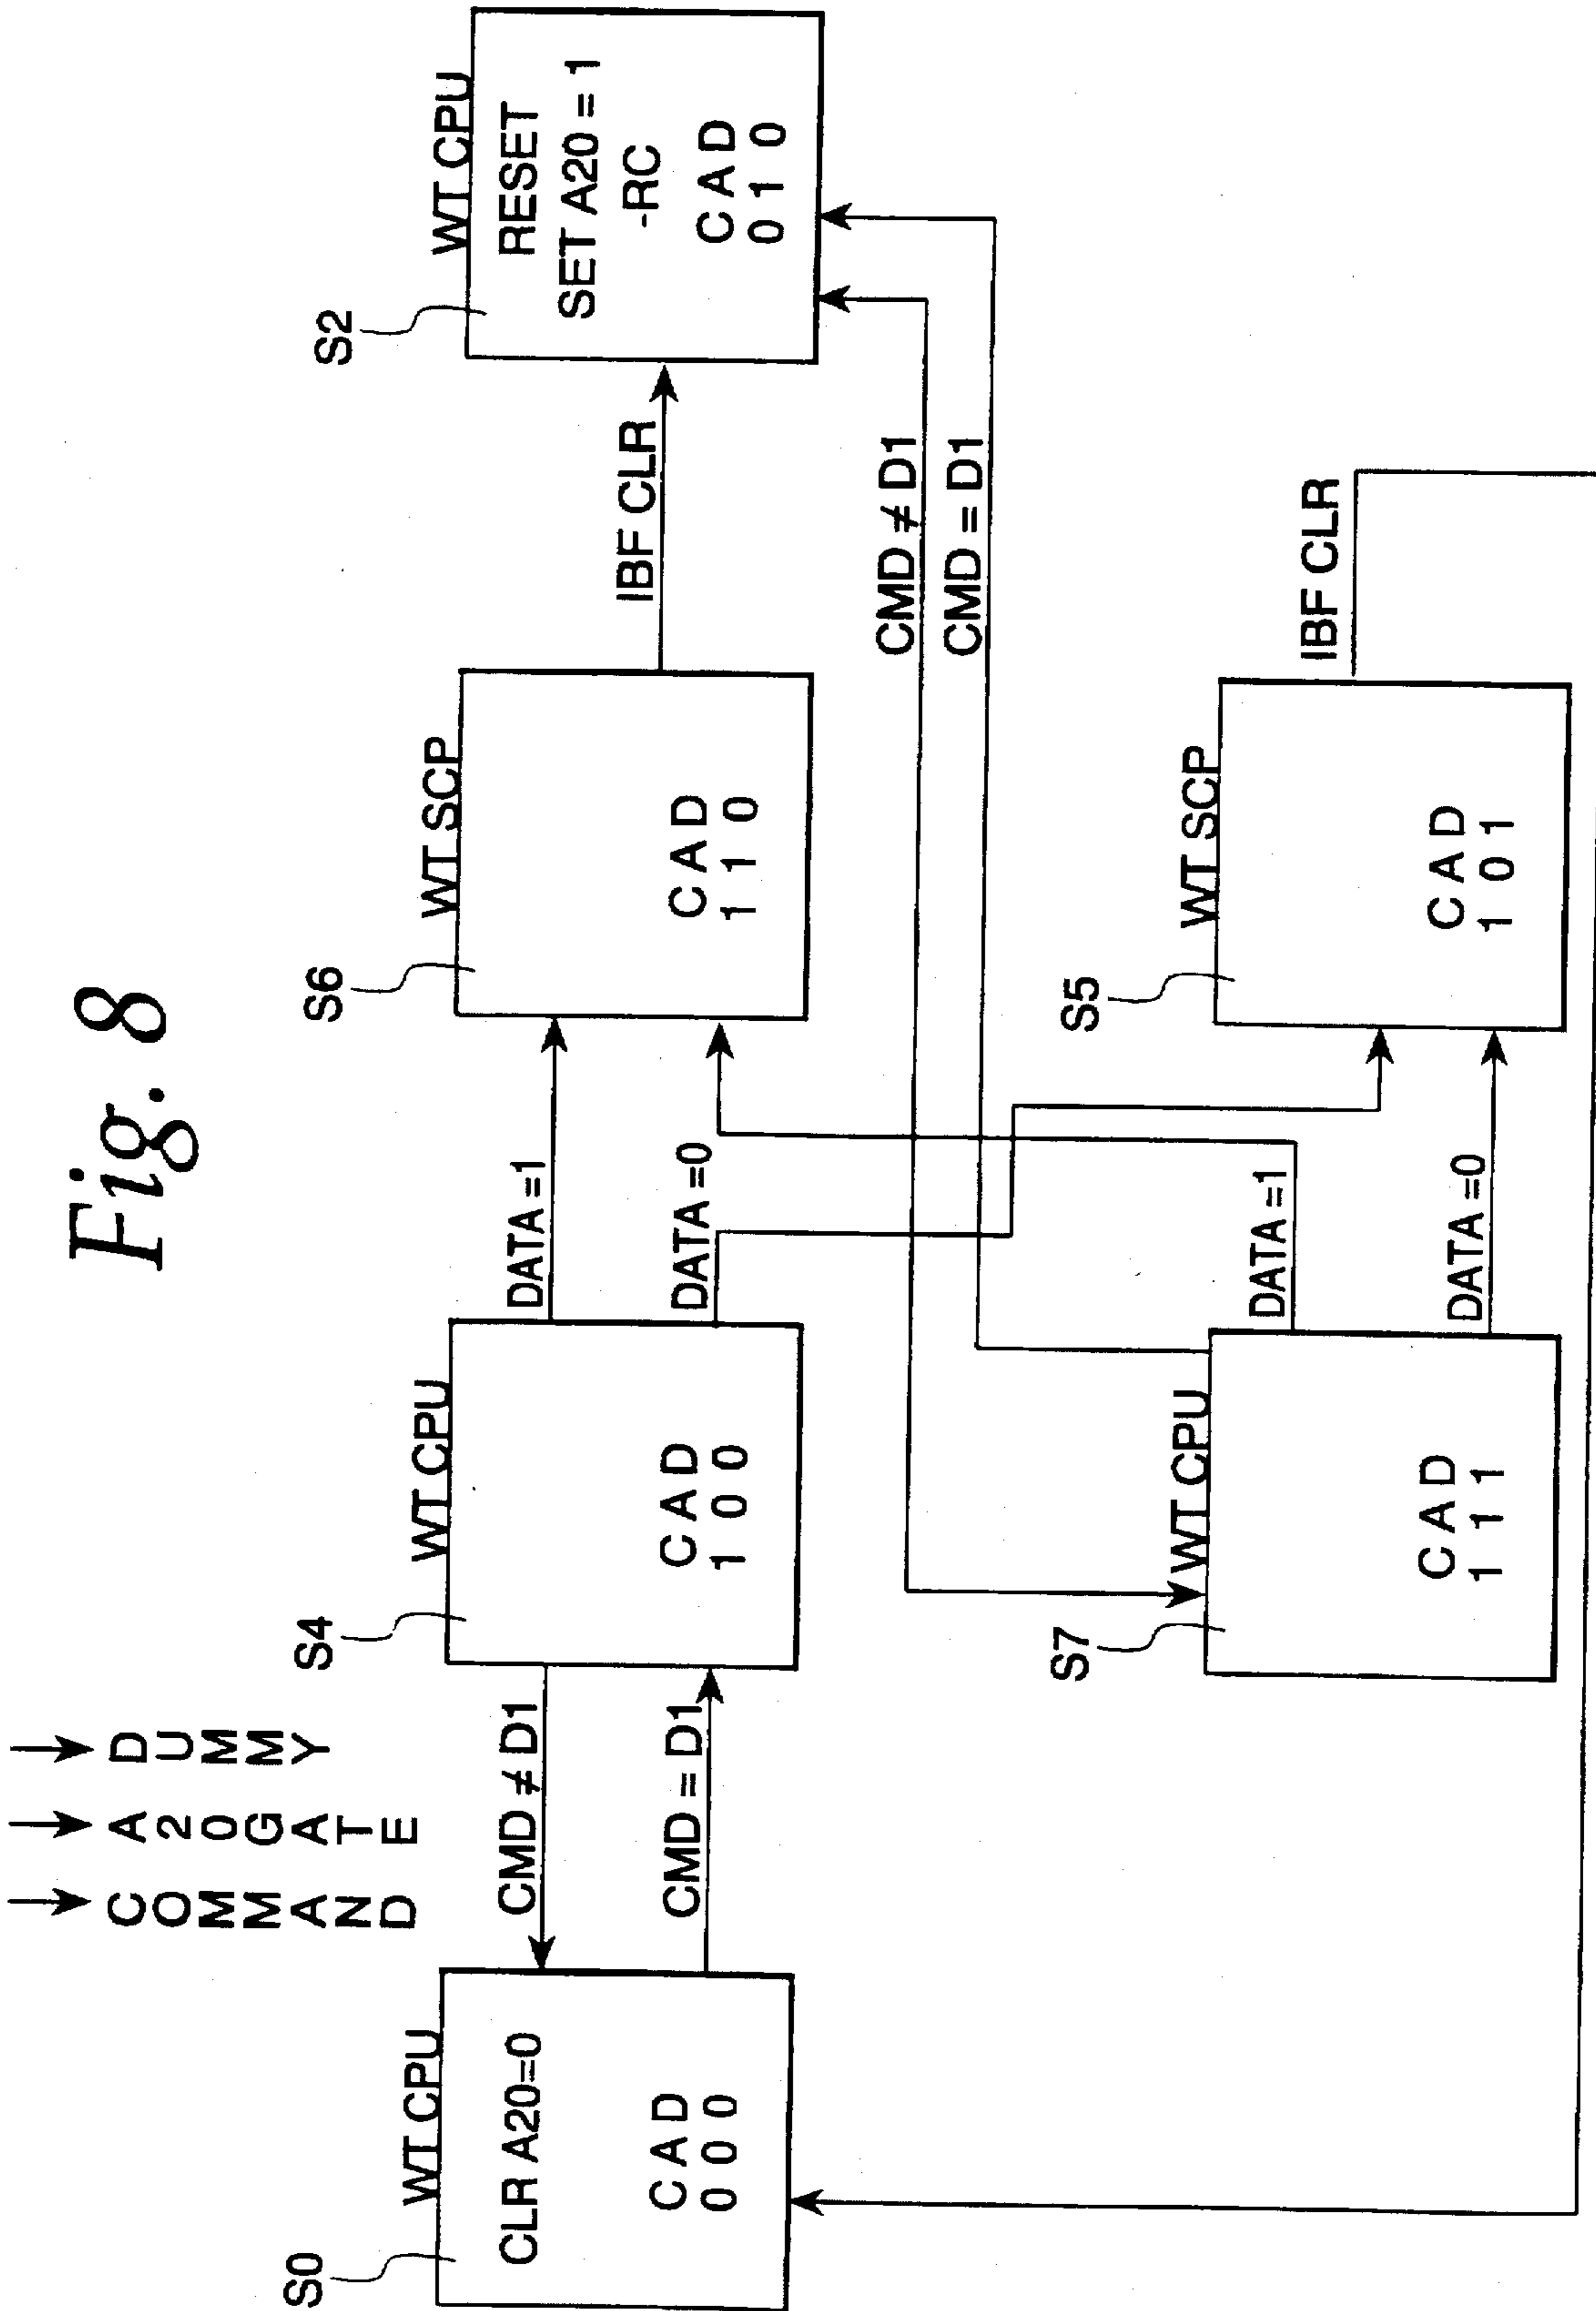 Fig. 8
COMMAND
A20GATE
DUMMY
S0
WT CPU
CLR A20=0
C A D
0 0 0
CMD ≠ D1
CMD = D1
S4
WT CPU
C A D
1 0 0
DATA =1
DATA =0
S6
WT SCP
C A D
1 1 0
IBF CLR
S2
WT CPU
RESET
SET A20 = 1
-RC
C A D
0 1 0
CMD ≠ D1
CMD = D1
S7
WT CPU
C A D
1 1 1
DATA =1
DATA =0
S5
WT SCP
C A D
1 0 1
IBF CLR